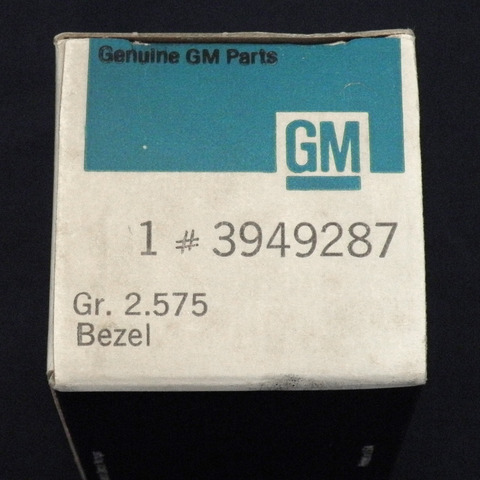 Genuine GM Parts
GM
1 # 3949287
Gr. 2.575
Bezel